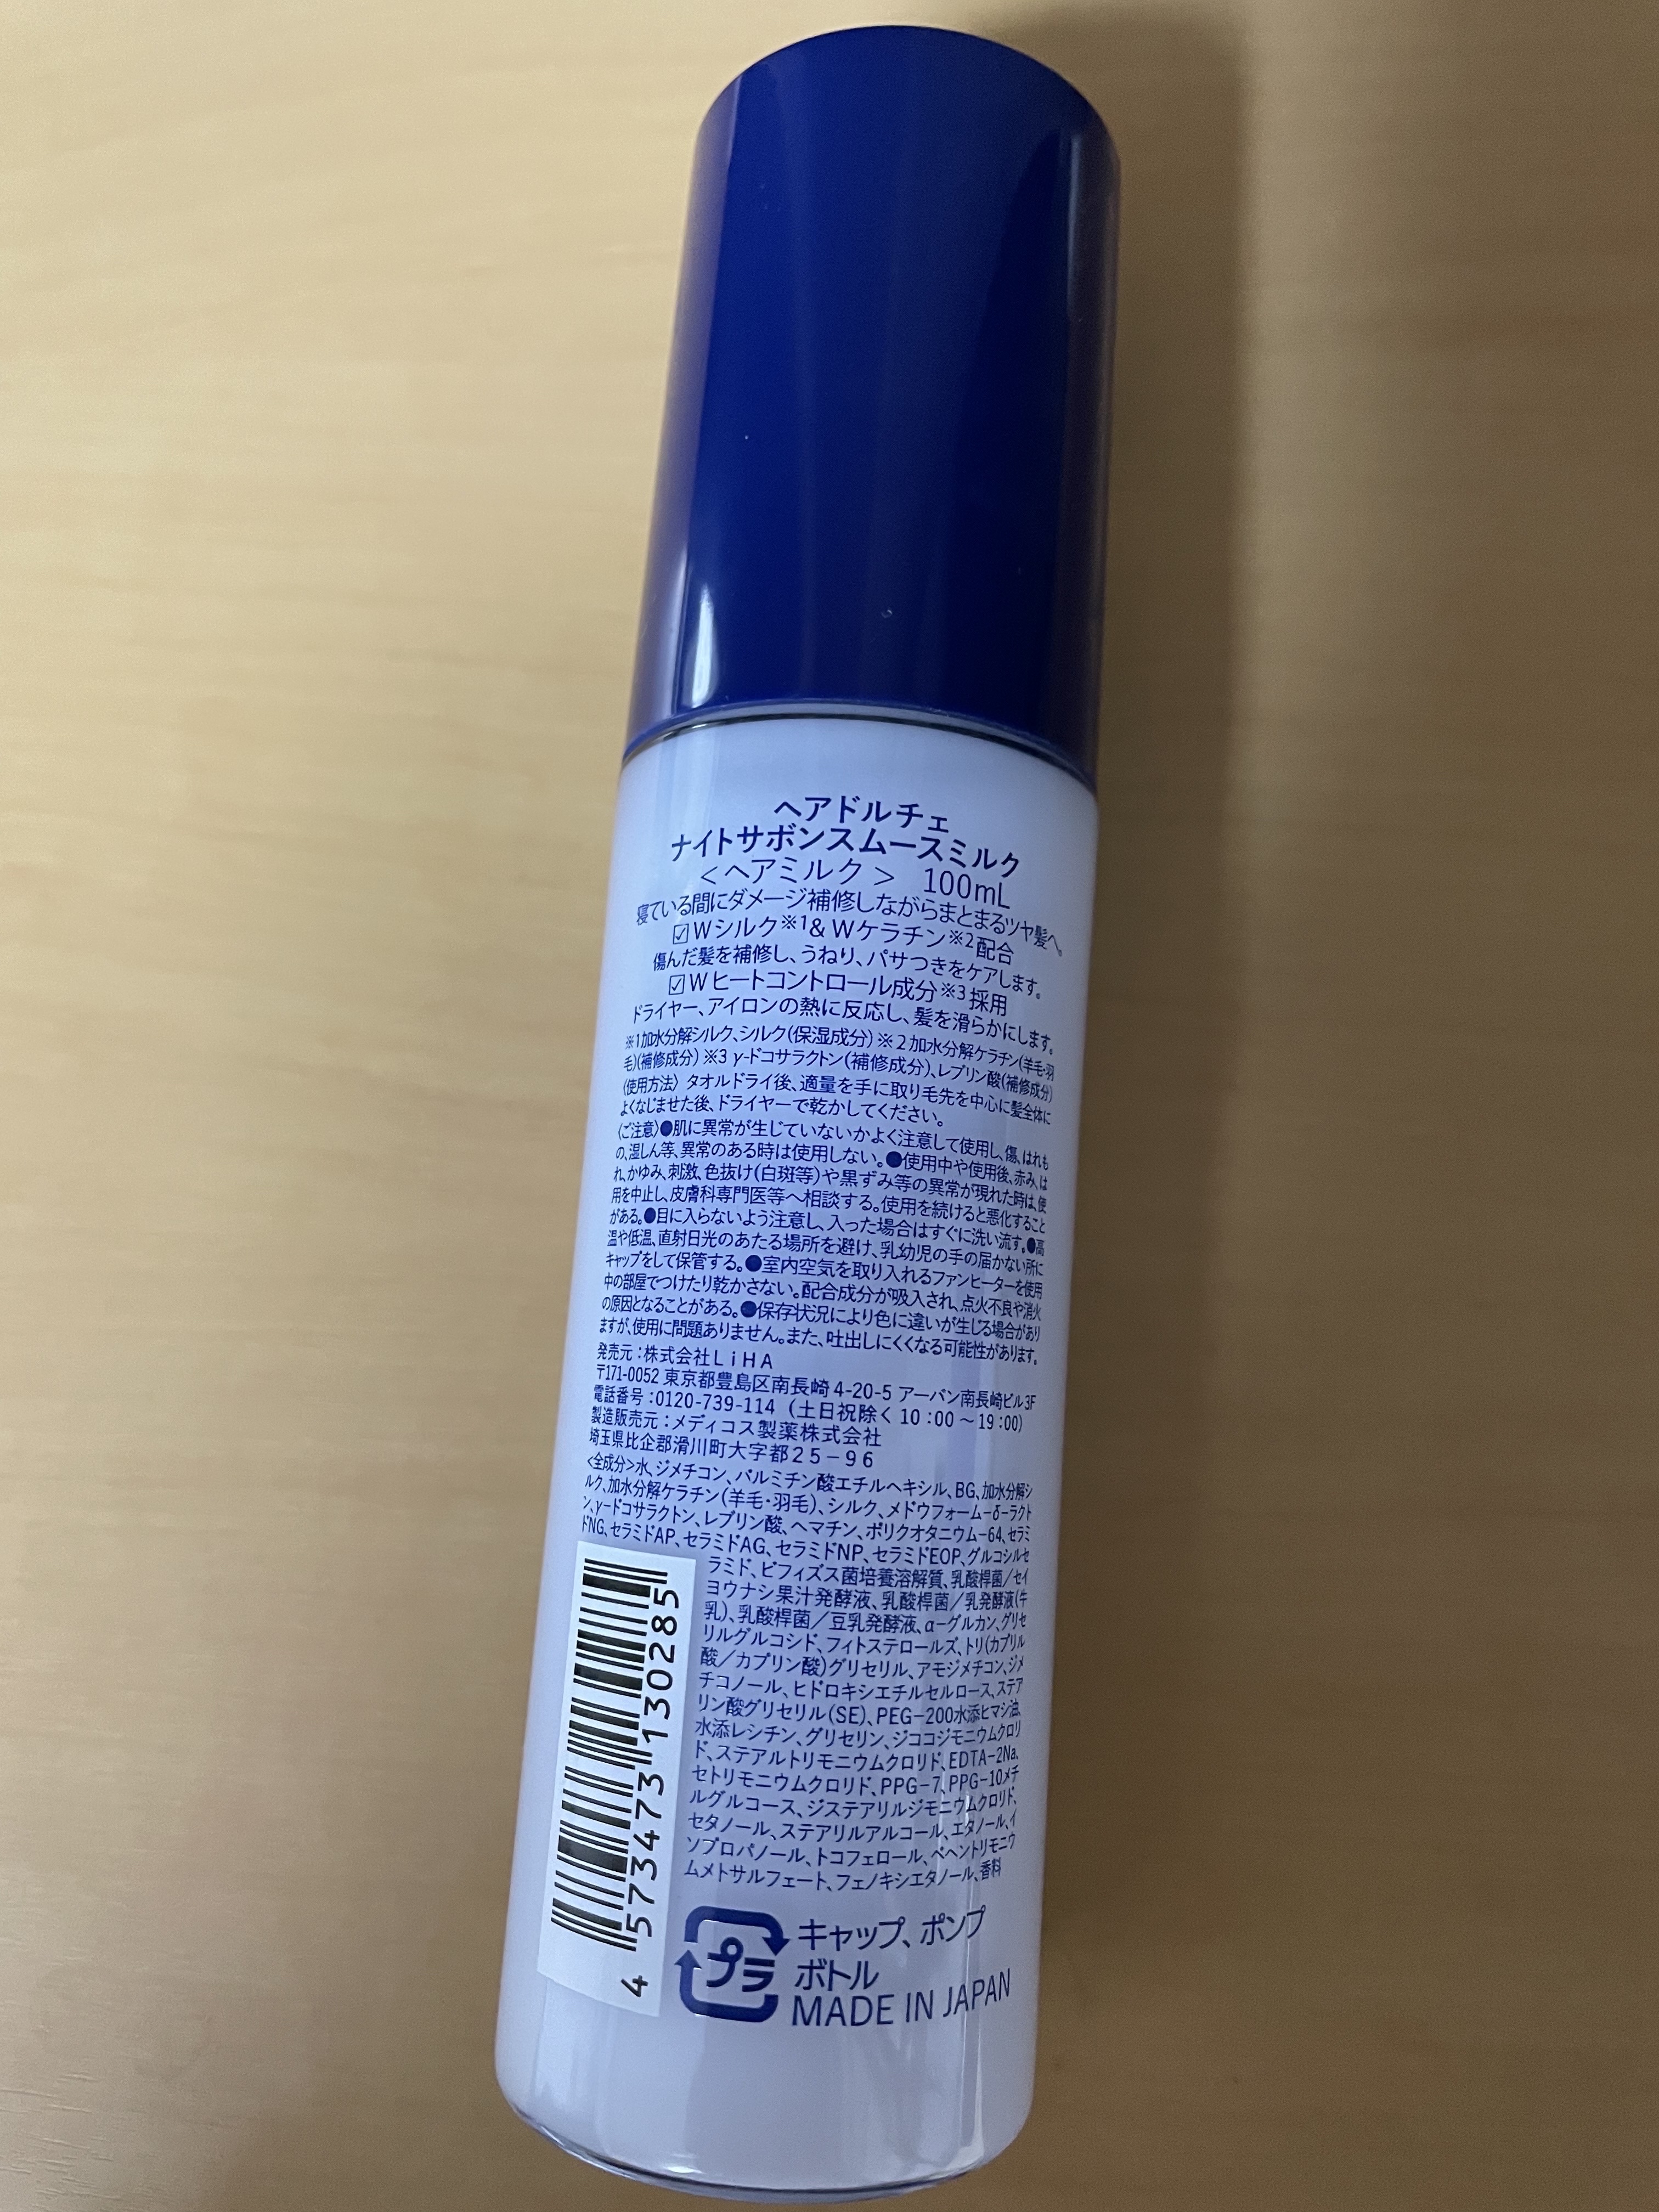 ヘアドルチェ
ナイトサボンスムースミルク
＜ヘアミルク＞ 100mL
寝ている間にダメージ補修しながらまとまるツヤ髪へ。
☑Wシルク※1& Wケラチン※2配合
傷んだ髪を補修し、うねり、パサつきをケアします。
☑Wヒートコントロール成分※3採用
ドライヤー、アイロンの熱に反応し、髪を滑らかにします。
※1加水分解シルク、シルク(保湿成分)※2加水分解ケラチン(羊毛・羽
毛)(補修成分)※3 γ-ドコサラクトン(補修成分)、レブリン酸(補修成分)
〈使用方法〉タオルドライ後、適量を手に取り毛先を中心に髪全体に
よくなじませた後、ドライヤーで乾かしてください。
〈ご注意〉●肌に異常が生じていないかよく注意して使用し、傷、はれも
の、湿しん等、異常のある時は使用しない。●使用中や使用後、赤み、は
れ、かゆみ、刺激、色抜け(白斑等)や黒ずみ等の異常が現れた時は、使
用を中止し、皮膚科専門医等へ相談する。使用を続けると悪化すること
がある。●目に入らないよう注意し、入った場合はすぐに洗い流す。●高
温や低温、直射日光のあたる場所を避け、乳幼児の手の届かない所に
キャップをして保管する。●室内空気を取り入れるファンヒーターを使用
中の部屋でつけたり乾かさない。配合成分が吸入され、点火不良や消火
の原因となることがある。●保存状況により色に違いが生じる場合があり
ますが、使用に問題ありません。また、吐出しにくくなる可能性があります。
発売元：株式会社LiHA
〒171-0052 東京都豊島区南長崎4-20-5 アーバン南長崎ビル3F
電話番号：0120-739-114（土日祝除く10：00～19：00）
製造販売元：メディコス製薬株式会社
埼玉県比企郡滑川町大字都25－96
<全成分>水、ジメチコン、パルミチン酸エチルヘキシル、BG、加水分解シ
ルク、加水分解ケラチン(羊毛・羽毛)、シルク、メドウフォーム-δ-ラクト
ン、γ-ドコサラクトン、レブリン酸、ヘマチン、ポリクオタニウム-64、セラミ
ドNG、セラミドAP、セラミドAG、セラミドNP、セラミドEOP、グルコシルセ
ラミド、ビフィズス菌培養溶解質、乳酸桿菌／セイ
ヨウナシ果汁発酵液、乳酸桿菌／乳発酵液(牛
乳)、乳酸桿菌／豆乳発酵液、α-グルカン、グリセ
リルグルコシド、フィトステロールズ、トリ(カプリル
酸／カプリン酸)グリセリル、アモジメチコン、ジメ
チコノール、ヒドロキシエチルセルロース、ステア
リン酸グリセリル(SE)、PEG-200水添ヒマシ油、
水添レシチン、グリセリン、ジココジモニウムクロリ
ド、ステアルトリモニウムクロリド、EDTA-2Na、
セトリモニウムクロリド、PPG-7、PPG-10メチ
ルグルコース、ジステアリルジモニウムクロリド、
セタノール、ステアリルアルコール、エタノール、イ
ソプロパノール、トコフェロール、ベヘントリモニウ
ムメトサルフェート、フェノキシエタノール、香料
4 573473 130285
プラ
キャップ、ポンプ
ボトル
MADE IN JAPAN